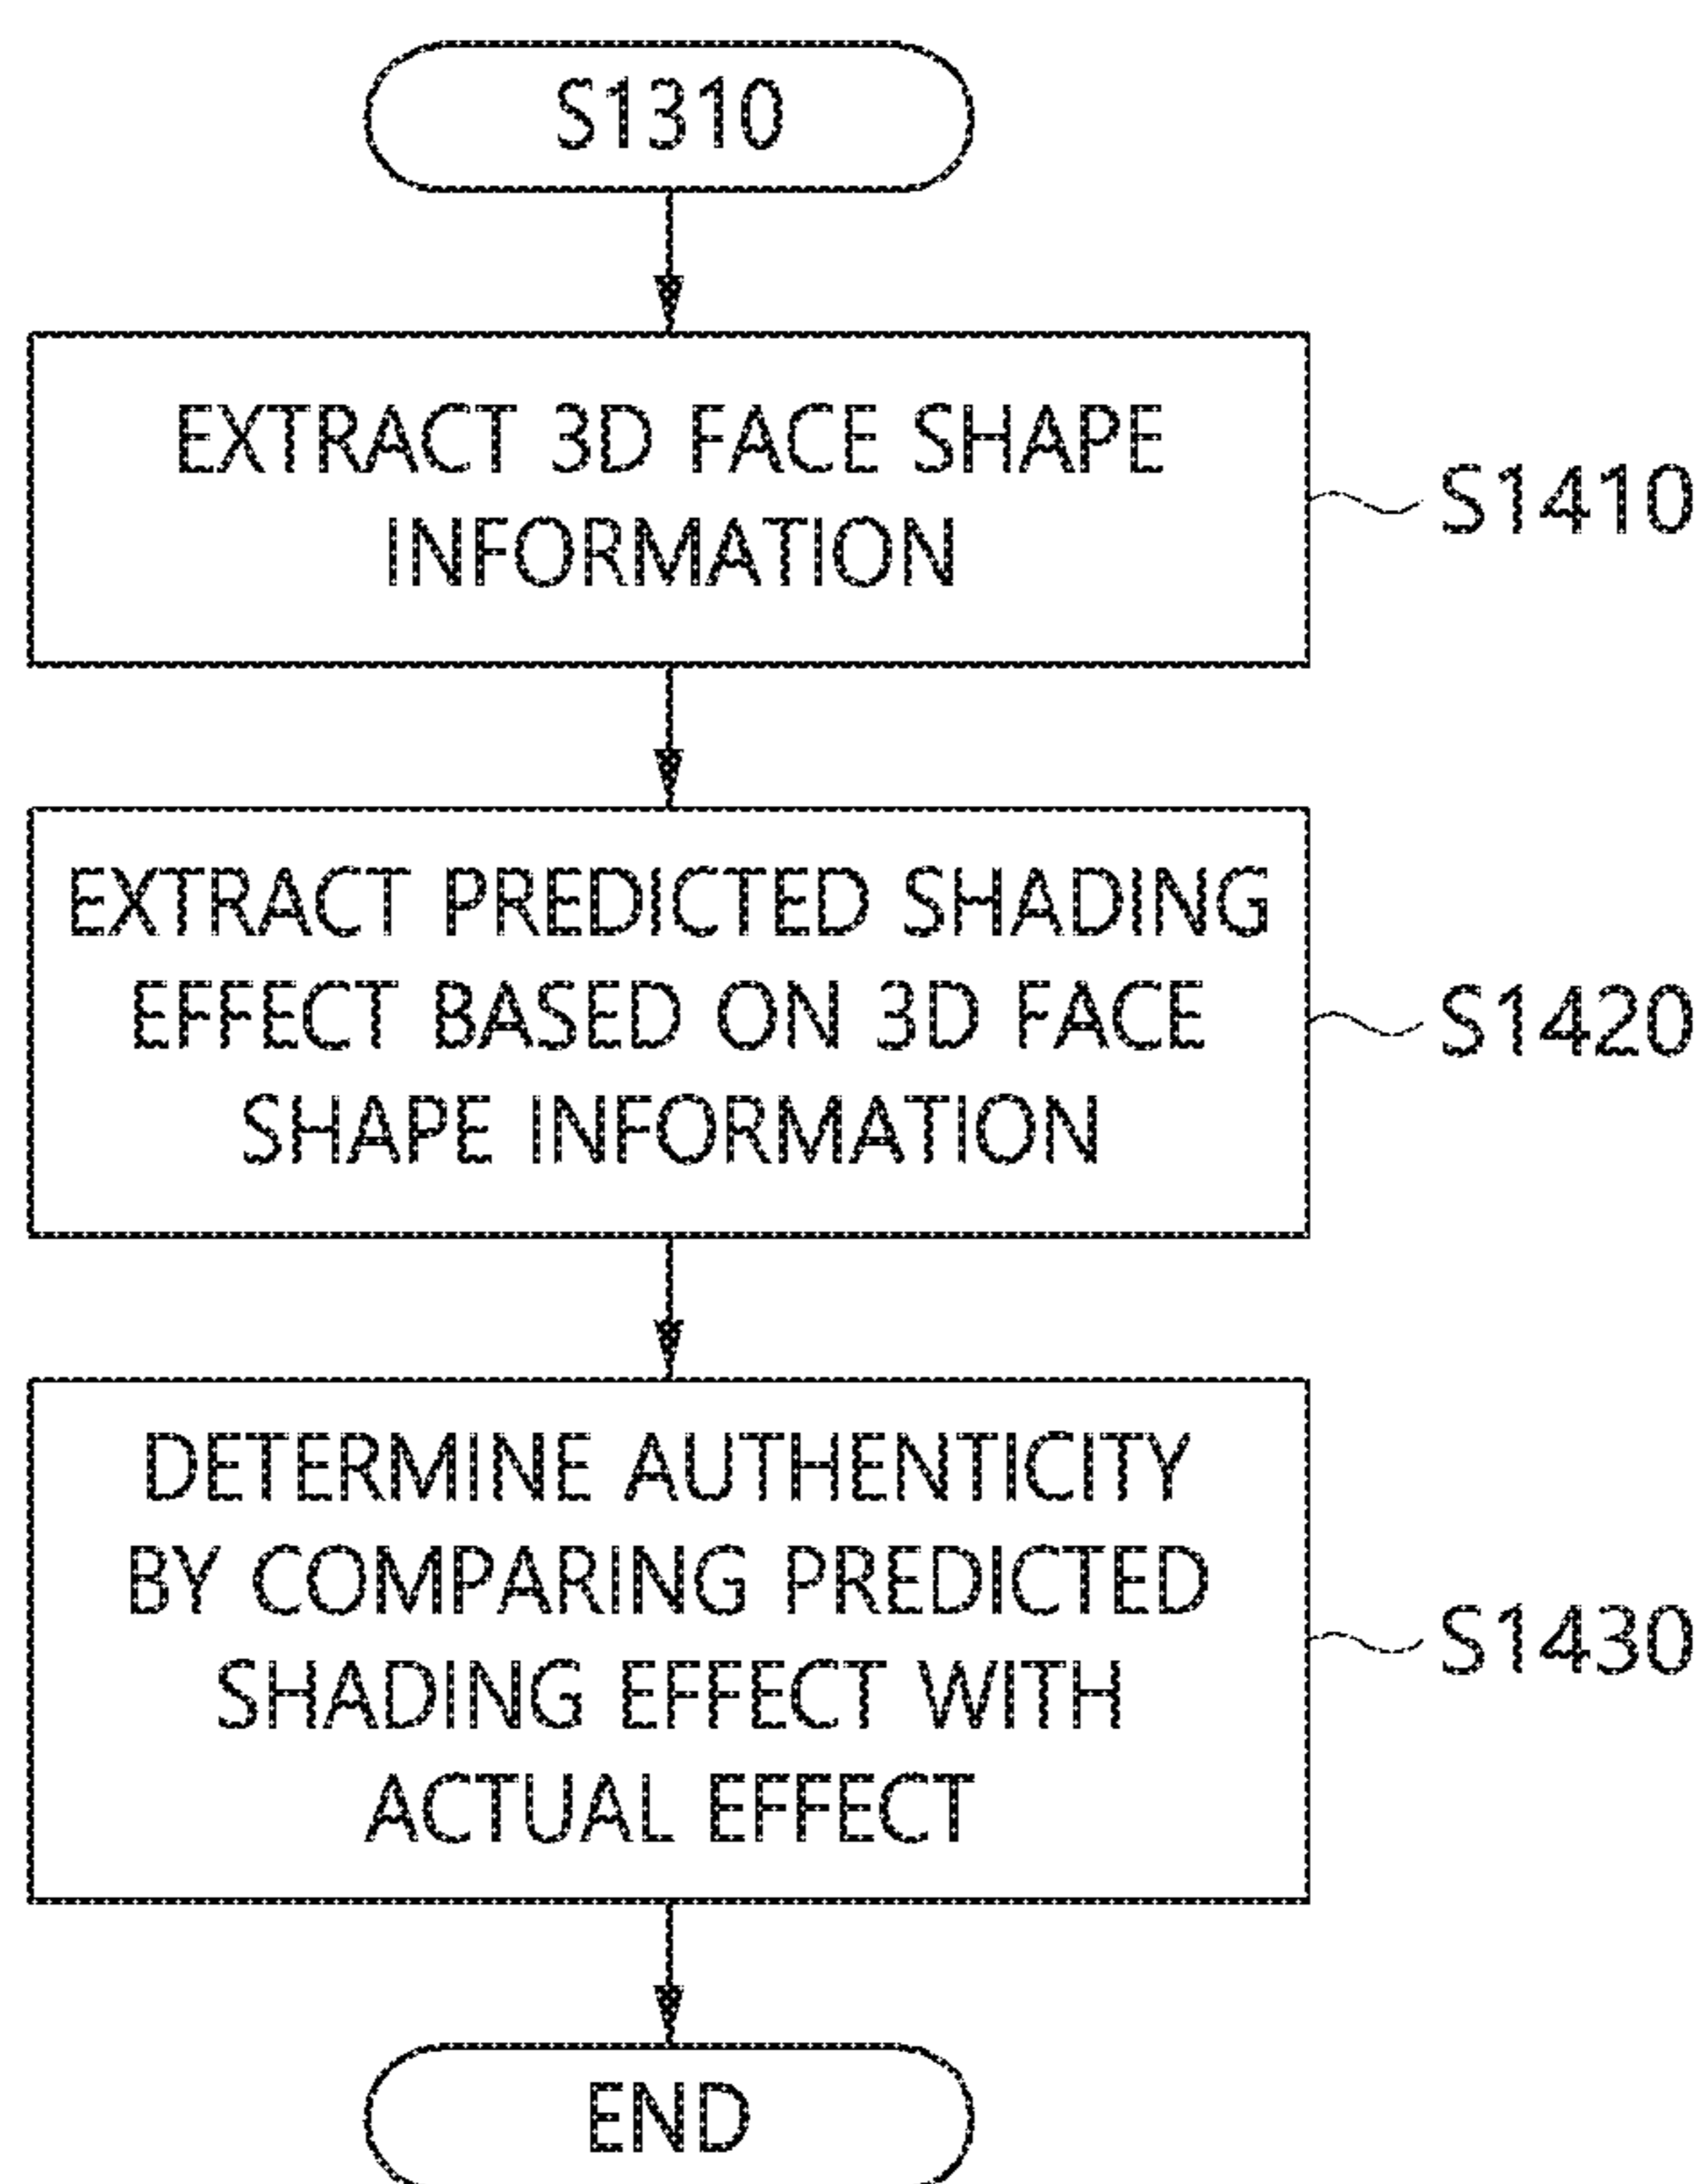 S1310
EXTRACT 3D FACE SHAPE
INFORMATION
S1410
EXTRACT PREDICTED SHADING
EFFECT BASED ON 3D FACE
SHAPE INFORMATION
S1420
DETERMINE AUTHENTICITY
BY COMPARING PREDICTED
SHADING EFFECT WITH
ACTUAL EFFECT
S1430
END